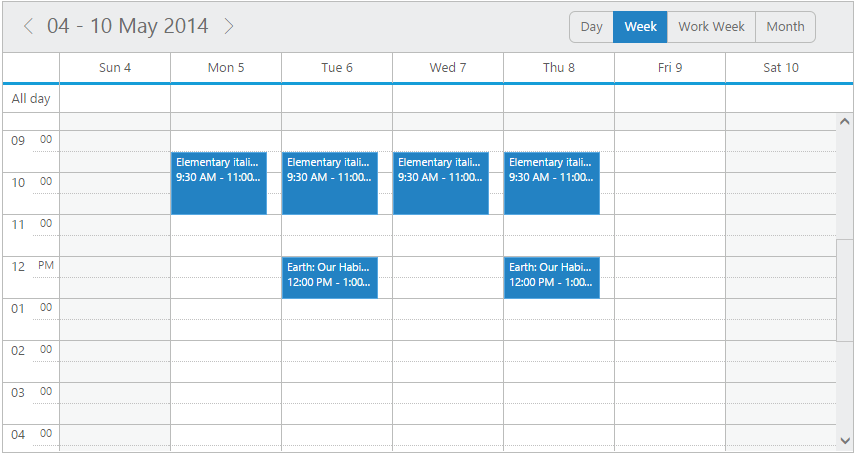 04 - 10 May 2014
Day Week Work Week Month
Sun 4 Mon 5 Tue 6 Wed 7 Thu 8 Fri 9 Sat 10
All day
09 00
Elementary itali... Elementary itali... Elementary itali... Elementary itali...
9:30 AM - 11:00... 9:30 AM - 11:00... 9:30 AM - 11:00... 9:30 AM - 11:00...
10 00
11 00
12 PM
Earth: Our Habi... Earth: Our Habi...
12:00 PM - 1:00... 12:00 PM - 1:00...
01 00
02 00
03 00
04 00